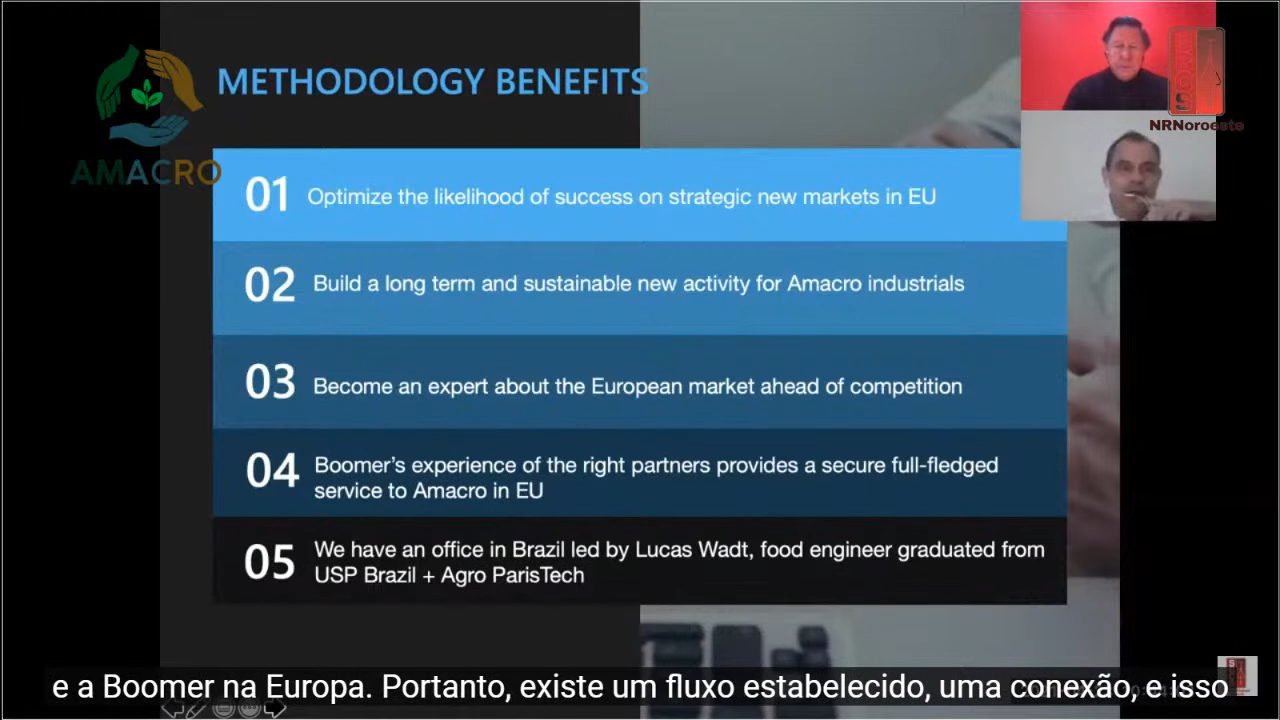 METHODOLOGY BENEFITS
AMACRO
NRNoroeste
01 Optimize the likelihood of success on strategic new markets in EU
02 Build a long term and sustainable new activity for Amacro industrials
03 Become an expert about the European market ahead of competition
04 Boomer's experience of the right partners provides a secure full-fledged
service to Amacro in EU
05 We have an office in Brazil led by Lucas Wadt, food engineer graduated from
USP Brazil + Agro ParisTech
e a Boomer na Europa. Portanto, existe um fluxo estabelecido, uma conexão, e isso